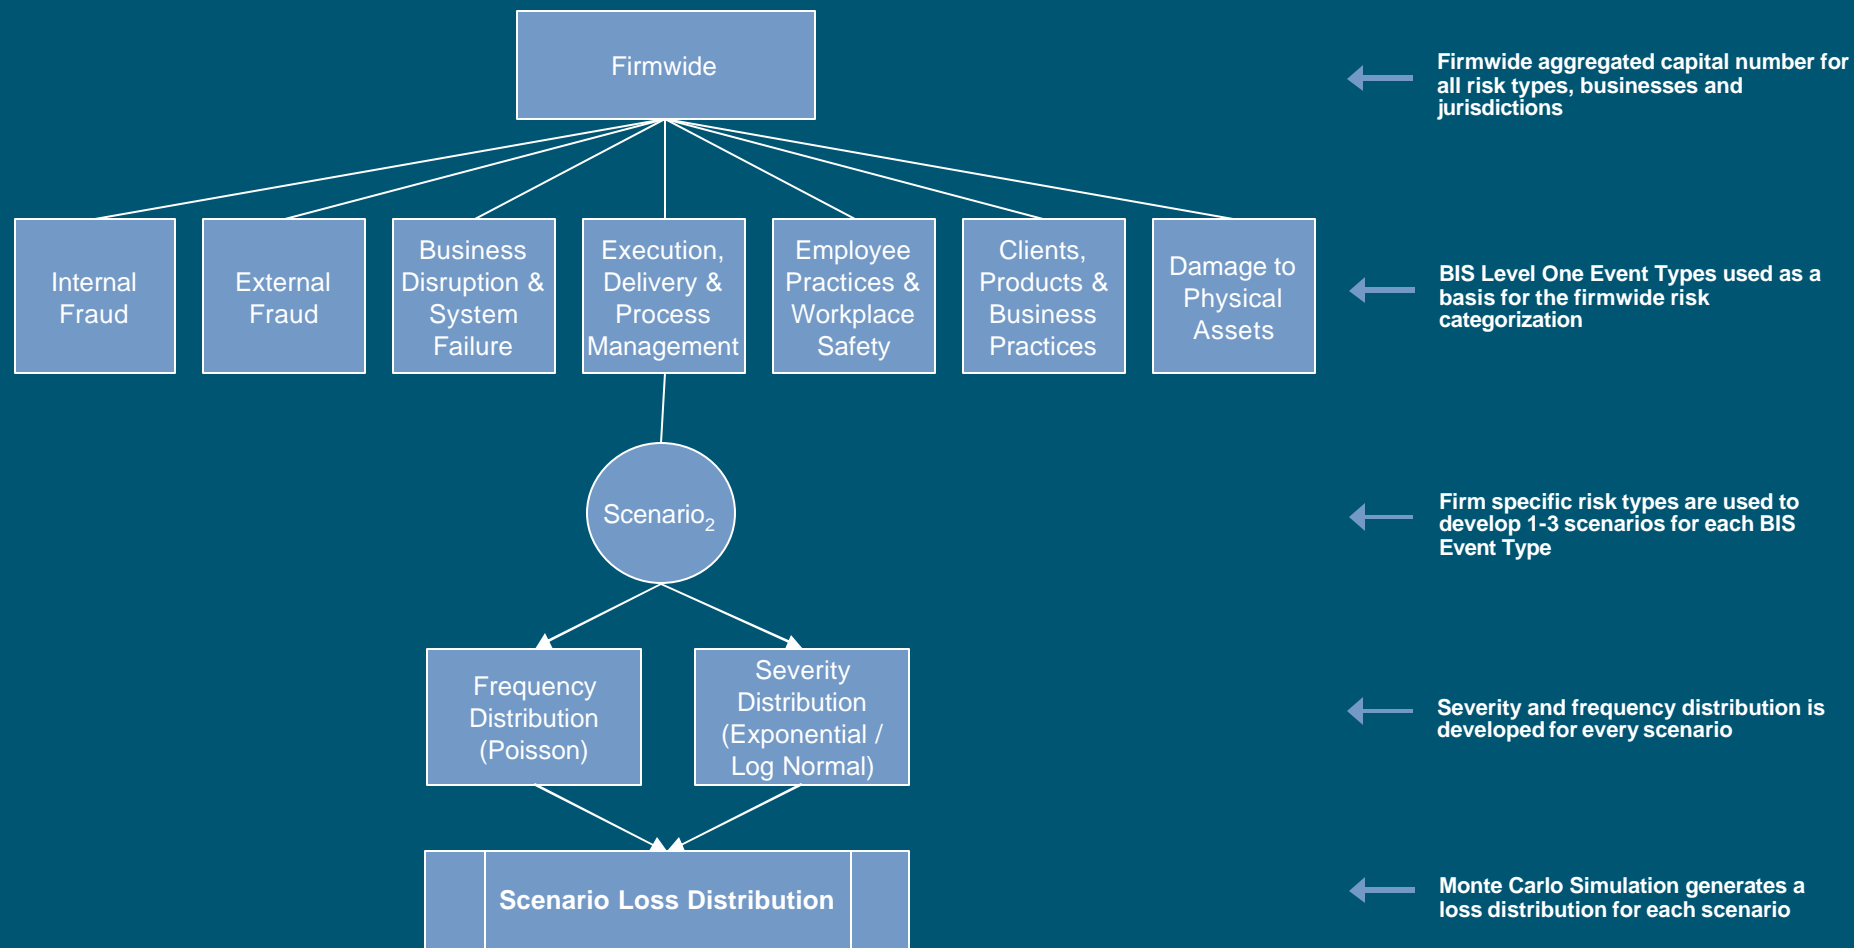 Firmwide
Firmwide aggregated capital number for
all risk types, businesses and
jurisdictions
Internal
Fraud
External
Fraud
Business
Disruption &
System
Failure
Execution,
Delivery &
Process
Management
Employee
Practices &
Workplace
Safety
Clients,
Products &
Business
Practices
Damage to
Physical
Assets
BIS Level One Event Types used as a
basis for the firmwide risk
categorization
Scenario₂
Firm specific risk types are used to
develop 1-3 scenarios for each BIS
Event Type
Frequency
Distribution
(Poisson)
Severity
Distribution
(Exponential /
Log Normal)
Severity and frequency distribution is
developed for every scenario
Scenario Loss Distribution
Monte Carlo Simulation generates a
loss distribution for each scenario